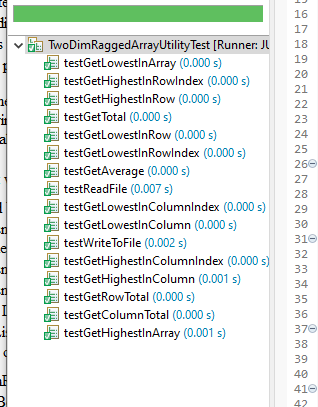 TwoDimRaggedArrayUtilityTest [Runner: JU
testGetLowestInArray (0.000 s)
testGetHighestInRowIndex (0.000 s)
testGetHighestInRow (0.000 s)
testGetTotal (0.000 s)
testGetLowestInRow (0.000 s)
testGetLowestInRowIndex (0.000 s)
testGetAverage (0.000 s)
testReadFile (0.007 s)
testGetLowestInColumnIndex (0.000 s)
testGetLowestInColumn (0.000 s)
testWriteToFile (0.002 s)
testGetHighestInColumnIndex (0.000 s)
testGetHighestInColumn (0.001 s)
testGetRowTotal (0.000 s)
testGetColumnTotal (0.000 s)
testGetHighestInArray (0.001 s)
16
17
18
19
20
21
22
23
24
25
26
27
28
29
30
31
32
33
34
35
36
37
38
39
40
41
42